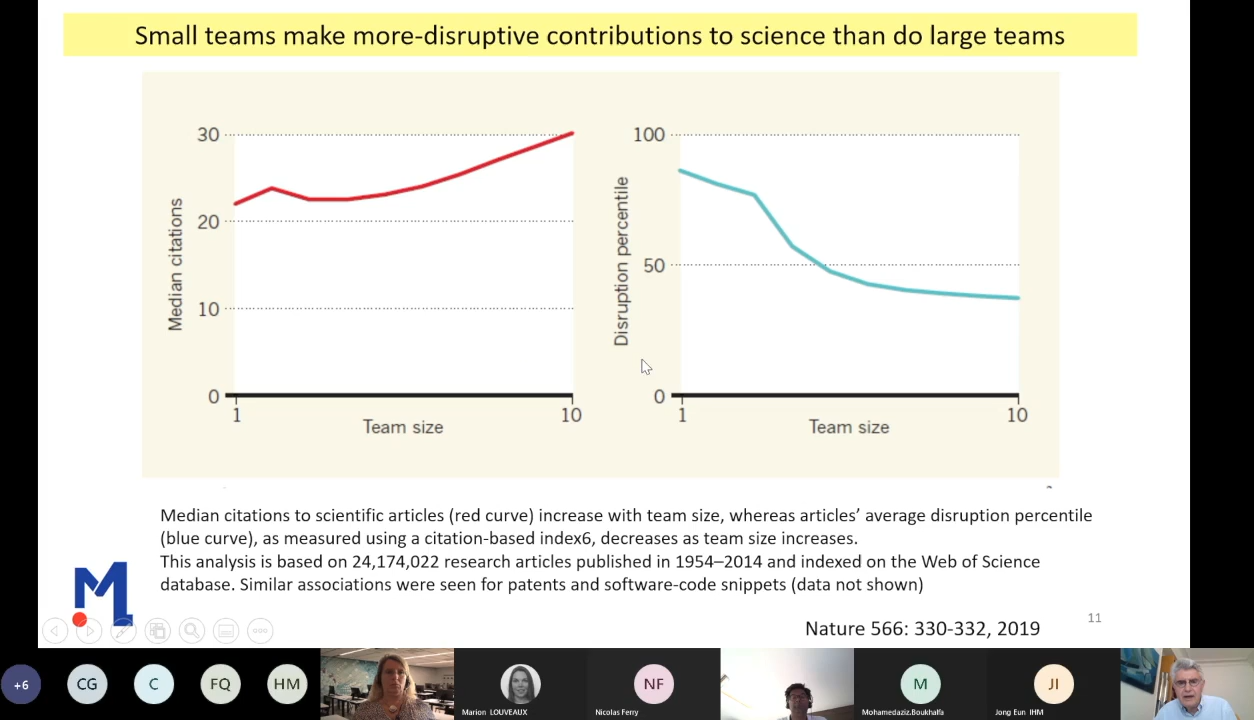 Small teams make more-disruptive contributions to science than do large teams
30
20
10
0
Median citations
1
10
Team size
100
50
0
Disruption percentile
1
10
Team size
Median citations to scientific articles (red curve) increase with team size, whereas articles’ average disruption percentile
(blue curve), as measured using a citation-based index6, decreases as team size increases.
This analysis is based on 24,174,022 research articles published in 1954–2014 and indexed on the Web of Science
database. Similar associations were seen for patents and software-code snippets (data not shown)
M
Nature 566: 330-332, 2019
11
+6
CG
C
FQ
HM
Marion LOUVEAUX
NF
Nicolas Ferry
M
Mohamedaziz.Boukhalfa
JI
Jong Eun IHM